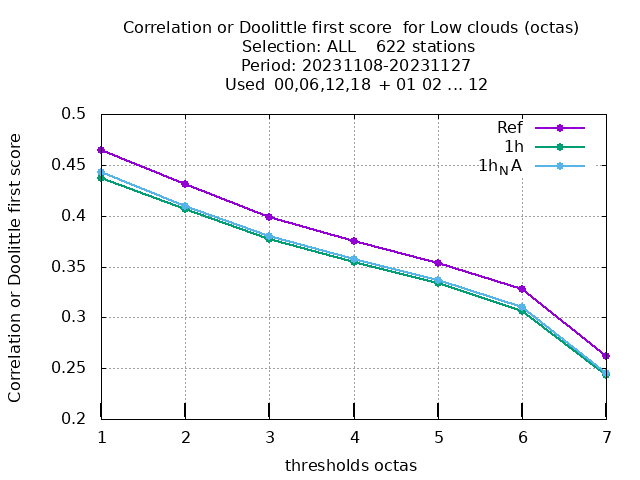 Correlation or Doolittle first score  for Low clouds (octas)
Selection: ALL    622 stations
Period: 20231108-20231127
Used  00,06,12,18  + 01 02 ... 12
Correlation or Doolittle first score
0.5
0.45
0.4
0.35
0.3
0.25
0.2
Ref
1h
1h_NA
1 2 3 4 5 6 7
thresholds octas